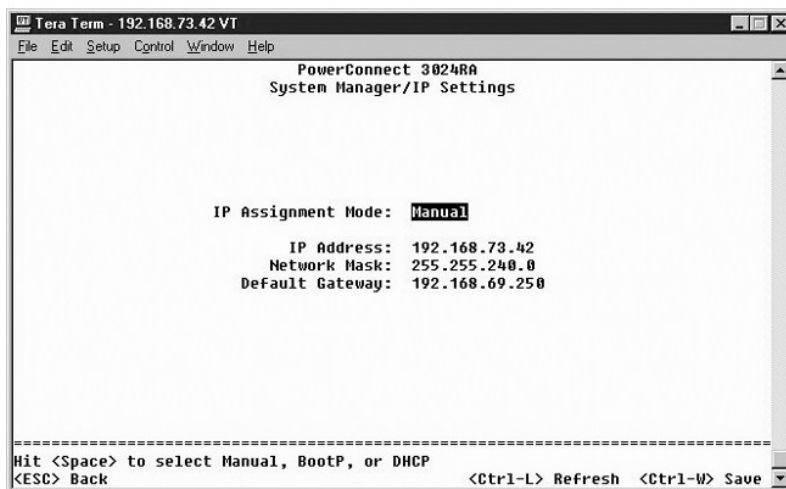 Tera Term - 192.168.73.42 VT
File Edit Setup Control Window Help
PowerConnect 3024RA
System Manager/IP Settings
IP Assignment Mode: Manual
IP Address: 192.168.73.42
Network Mask: 255.255.240.0
Default Gateway: 192.168.69.250
================================================================================
Hit <Space> to select Manual, BootP, or DHCP
<ESC> Back <Ctrl-L> Refresh <Ctrl-W> Save